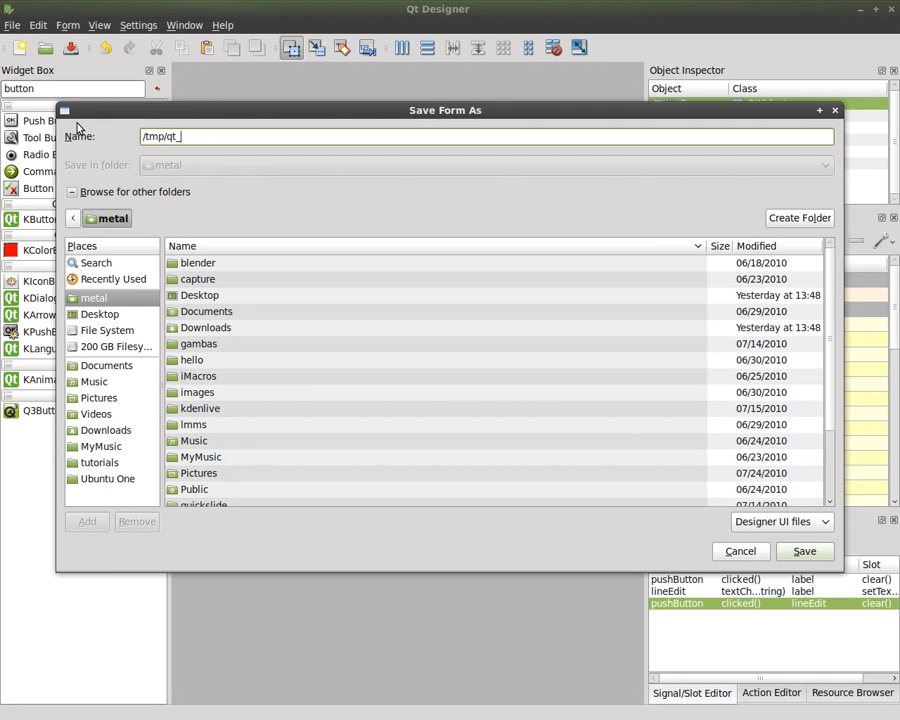 Qt Designer
File Edit Form View Settings Window Help
Widget Box
Object Inspector
button
Object Class
Save Form As
Push B
Name: /tmp/qt_
Tool Bu
Radio E
Save in folder: metal
Comma
Button
Browse for other folders
KButto
metal
Create Folder
Places
Name Size Modified
KColorE
Search
blender 06/18/2010
Recently Used
capture 06/23/2010
KIconB
metal
Desktop Yesterday at 13:48
KDialog
Desktop
Documents 06/29/2010
KArrow
File System
Downloads Yesterday at 13:48
KPushB
200 GB Filesy...
gambas 07/14/2010
KLangu
Documents
hello 06/30/2010
KAnima
Music
iMacros 06/25/2010
Pictures
images 06/30/2010
Q3Butt
Videos
kdenlive 07/15/2010
Downloads
lmms 06/29/2010
MyMusic
Music 06/24/2010
tutorials
MyMusic 06/23/2010
Ubuntu One
Pictures 07/24/2010
Public 06/24/2010
quickslide 07/14/2010
Add Remove
Designer UI files
Cancel Save
Slot
pushButton clicked() label clear()
lineEdit textCh...tring) label setTex...
pushButton clicked() lineEdit clear()
Signal/Slot Editor Action Editor Resource Browser